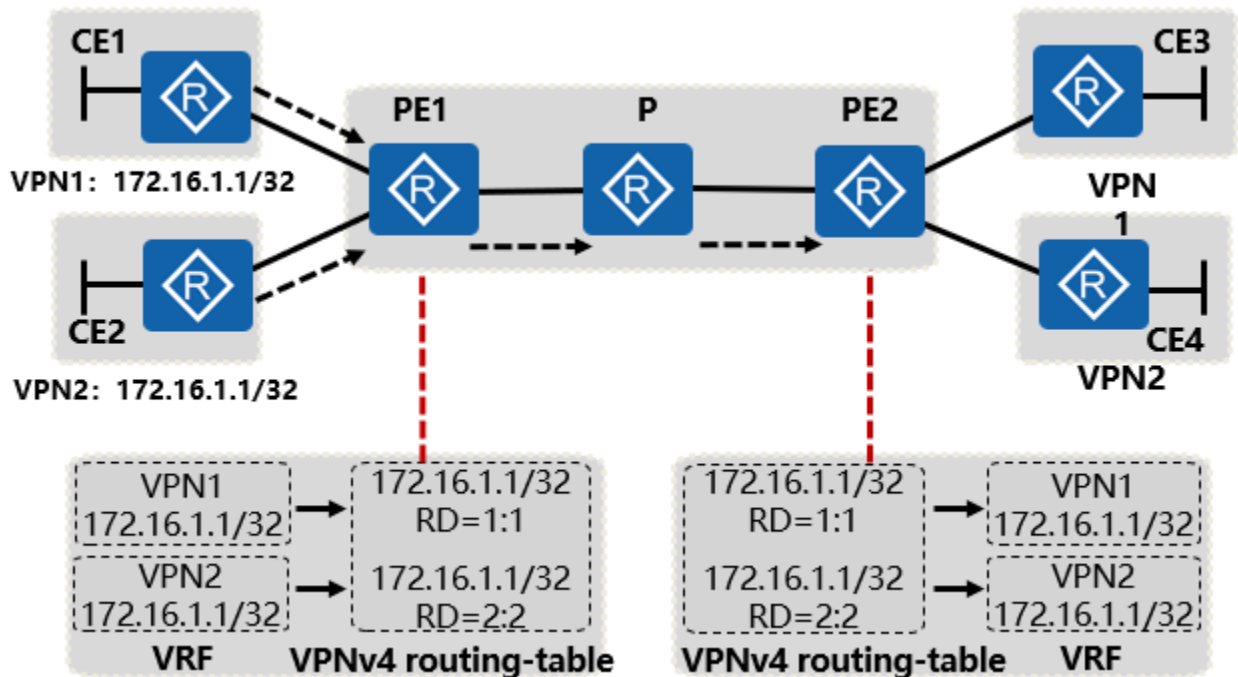 CE1
R
CE3
R
PE1
P
PE2
R
R
R
VPN1: 172.16.1.1/32
VPN
1
CE2
R
R
CE4
VPN2: 172.16.1.1/32
VPN2
VPN1
172.16.1.1/32
172.16.1.1/32
RD=1:1
VPN2
172.16.1.1/32
172.16.1.1/32
RD=2:2
VRF
VPNv4 routing-table
172.16.1.1/32
RD=1:1
VPN1
172.16.1.1/32
172.16.1.1/32
RD=2:2
VPN2
172.16.1.1/32
VPNv4 routing-table
VRF